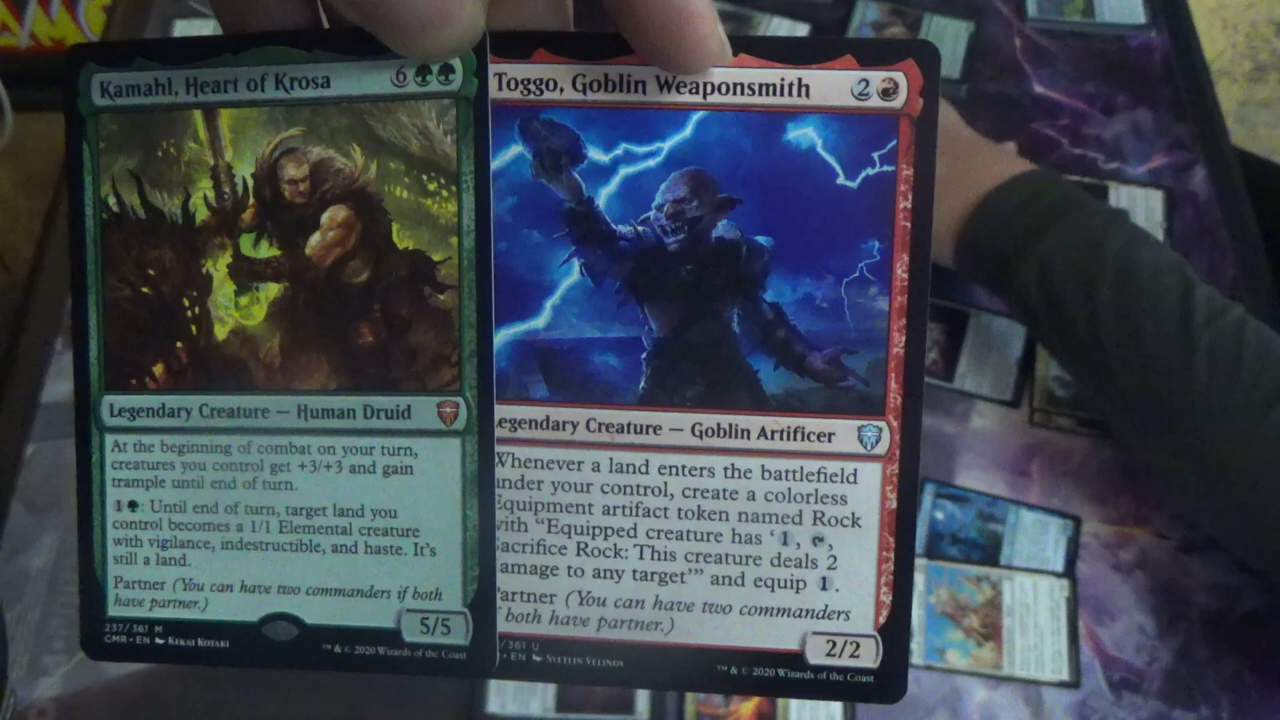 Kamahl, Heart of Krosa 6
Legendary Creature — Human Druid
At the beginning of combat on your turn,
creatures you control get +3/+3 and gain
trample until end of turn.
1 : Until end of turn, target land you
control becomes a 1/1 Elemental creature
with vigilance, indestructible, and haste. It's
still a land.
Partner (You can have two commanders if both
have partner.)
5/5
237/361 M
CMR • EN KEKAI KOTAKI
™ & © 2020 Wizards of the Coast
Toggo, Goblin Weaponsmith 2
egendary Creature — Goblin Artificer
Whenever a land enters the battlefield
under your control, create a colorless
Equipment artifact token named Rock
with “Equipped creature has ‘1, ,
Sacrifice Rock: This creature deals 2
amage to any target’” and equip 1.
artner (You can have two commanders
f both have partner.)
2/2
/361 U
• EN SVETLIN VELINOV
™ & © 2020 Wizards of the Coast